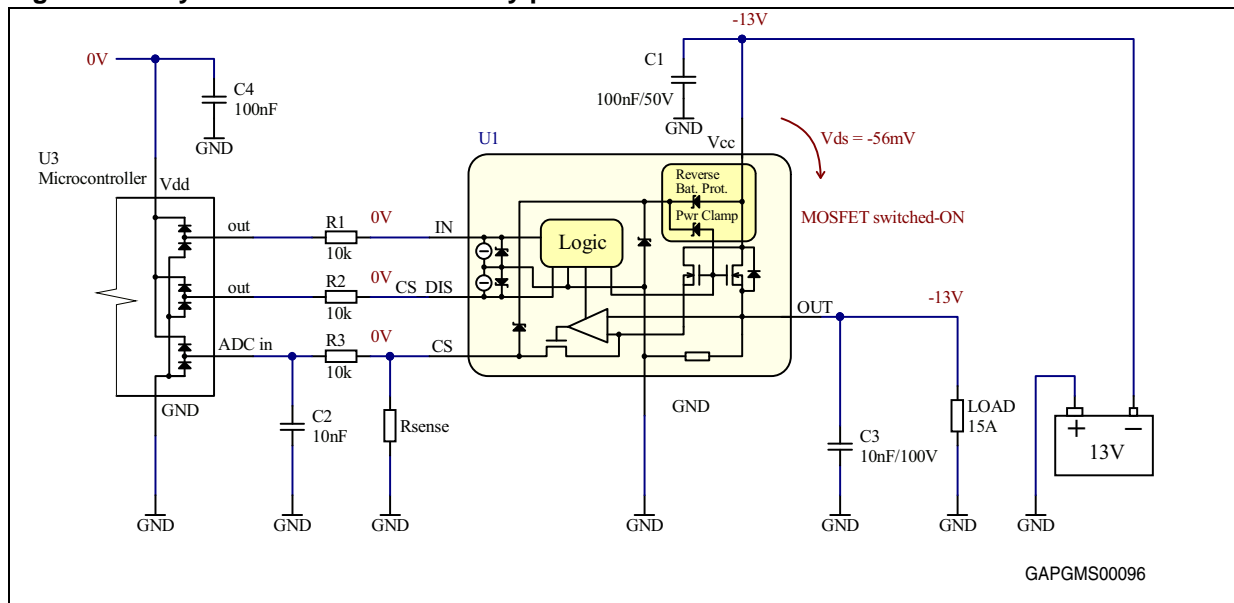 -13V
0V
C1
100nF/50V
GND
C4
100nF
GND
U1
Vcc
Vds = -56mV
U3
Microcontroller
Vdd
Reverse
Bat. Prot.
Pwr Clamp
MOSFET switched-ON
out
R1
10k
0V
IN
Logic
out
R2
10k
0V
CS_DIS
-13V
OUT
ADC in
R3
10k
0V
CS
GND
GND
C2
10nF
Rsense
C3
10nF/100V
LOAD
15A
+
−
13V
GND
GND
GND
GND
GND
GND
GND
GAPGMS00096